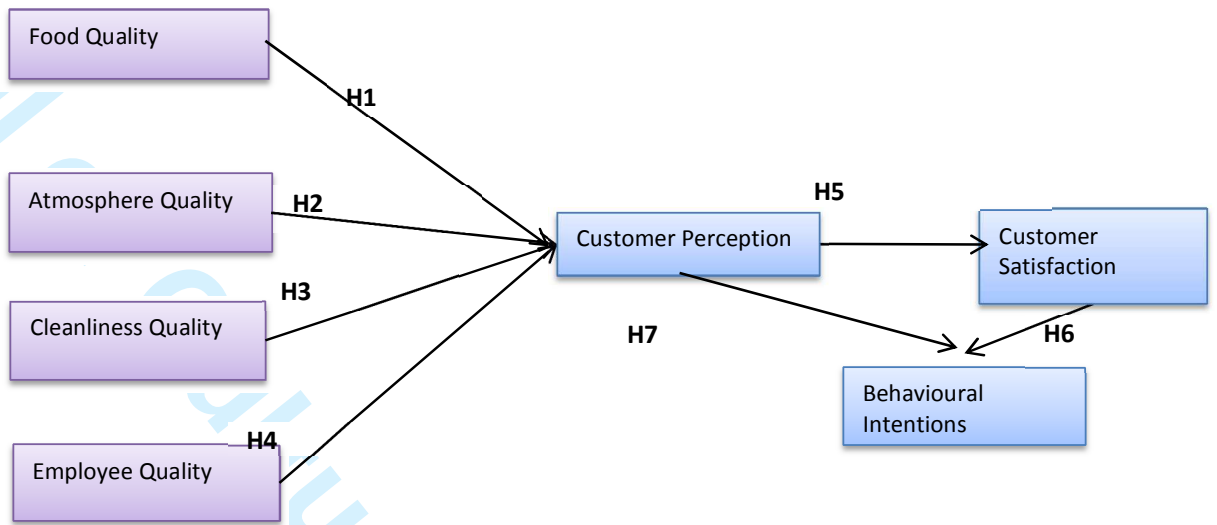 Food Quality
H1
Atmosphere Quality
H2
H5
Customer Perception
Customer
Satisfaction
H3
Cleanliness Quality
H7
H6
Behavioural
Intentions
H4
Employee Quality